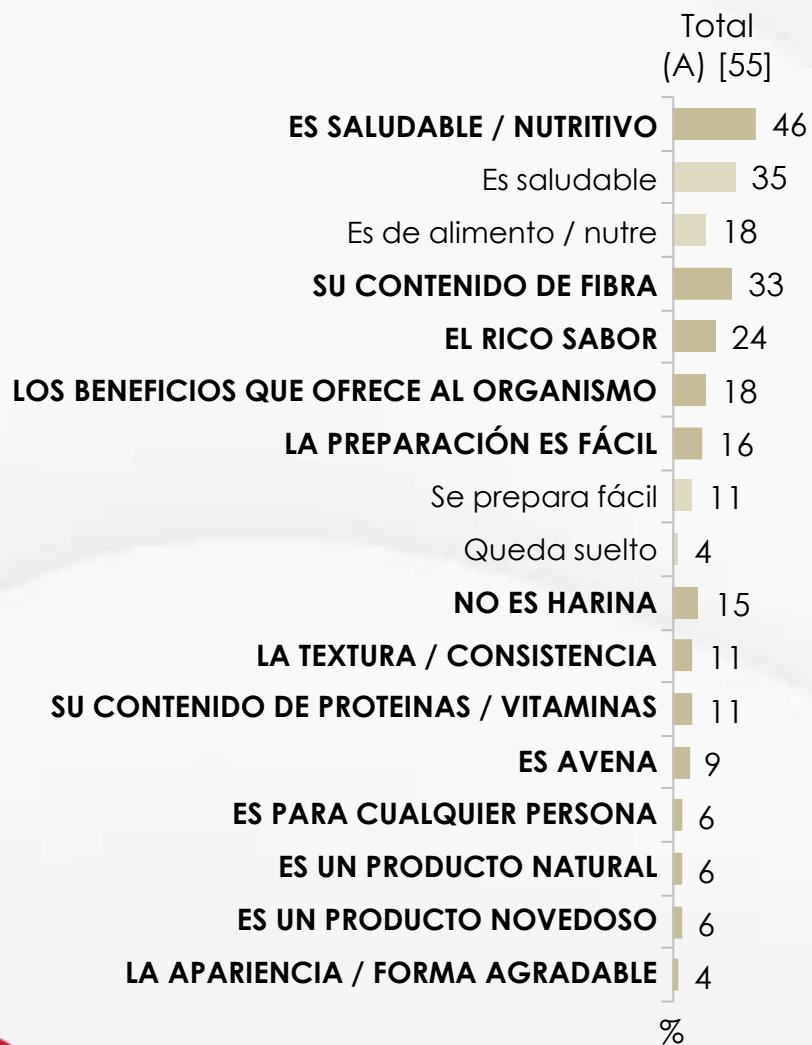 Total
(A) [55]
ES SALUDABLE / NUTRITIVO 46
Es saludable 35
Es de alimento / nutre 18
SU CONTENIDO DE FIBRA 33
EL RICO SABOR 24
LOS BENEFICIOS QUE OFRECE AL ORGANISMO 18
LA PREPARACIÓN ES FÁCIL 16
Se prepara fácil 11
Queda suelto 4
NO ES HARINA 15
LA TEXTURA / CONSISTENCIA 11
SU CONTENIDO DE PROTEINAS / VITAMINAS 11
ES AVENA 9
ES PARA CUALQUIER PERSONA 6
ES UN PRODUCTO NATURAL 6
ES UN PRODUCTO NOVEDOSO 6
LA APARIENCIA / FORMA AGRADABLE 4
%